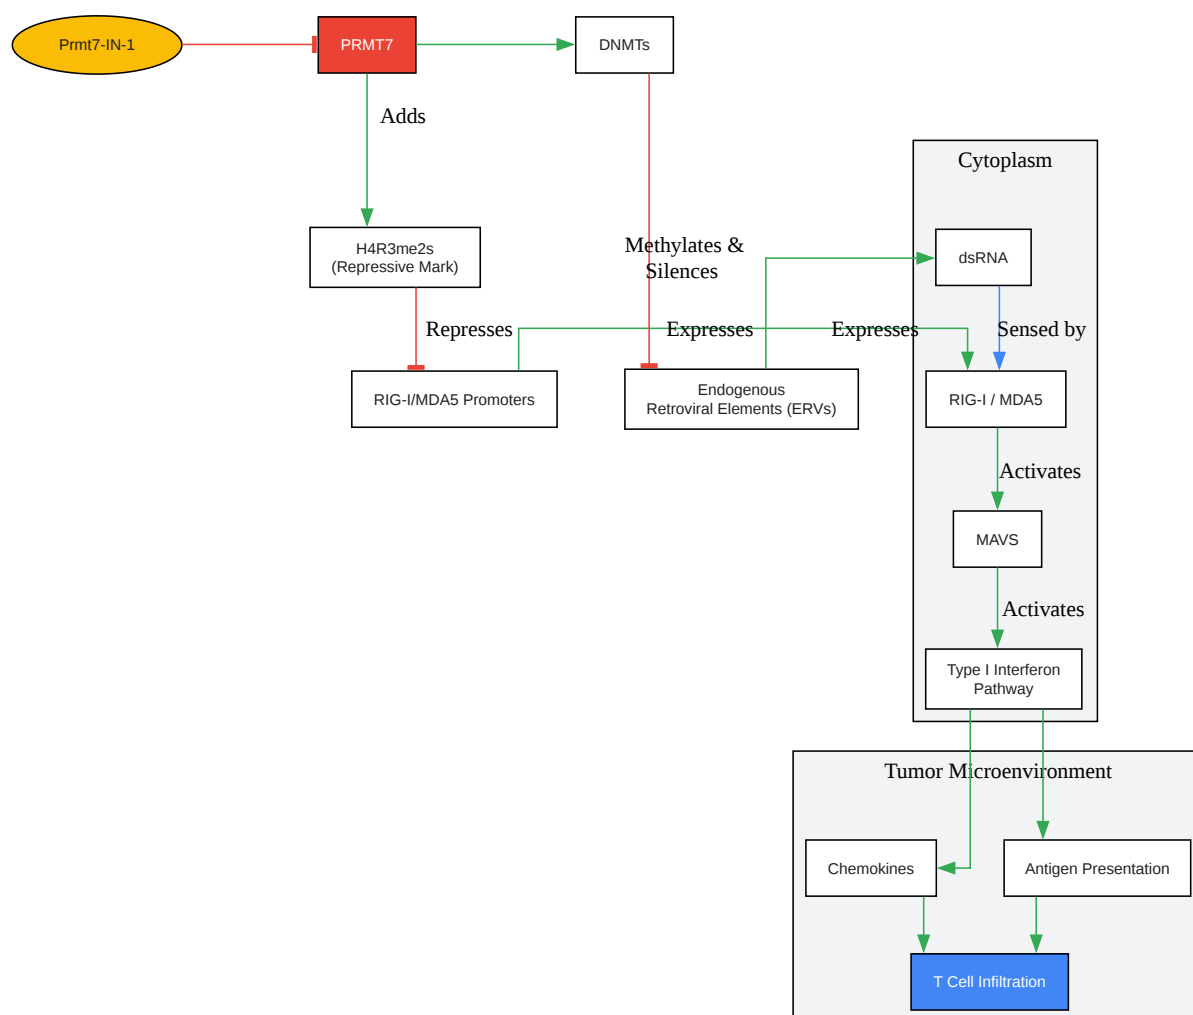 Prmt7-IN-1
PRMT7
DNMTs
Adds
Cytoplasm
H4R3me2s
(Repressive Mark)
Methylates &
Silences
dsRNA
Represses
Expresses
Expresses
Sensed by
RIG-I/MDA5 Promoters
Endogenous
Retroviral Elements (ERVs)
RIG-I / MDA5
Activates
MAVS
Activates
Type I Interferon
Pathway
Tumor Microenvironment
Chemokines
Antigen Presentation
T Cell Infiltration